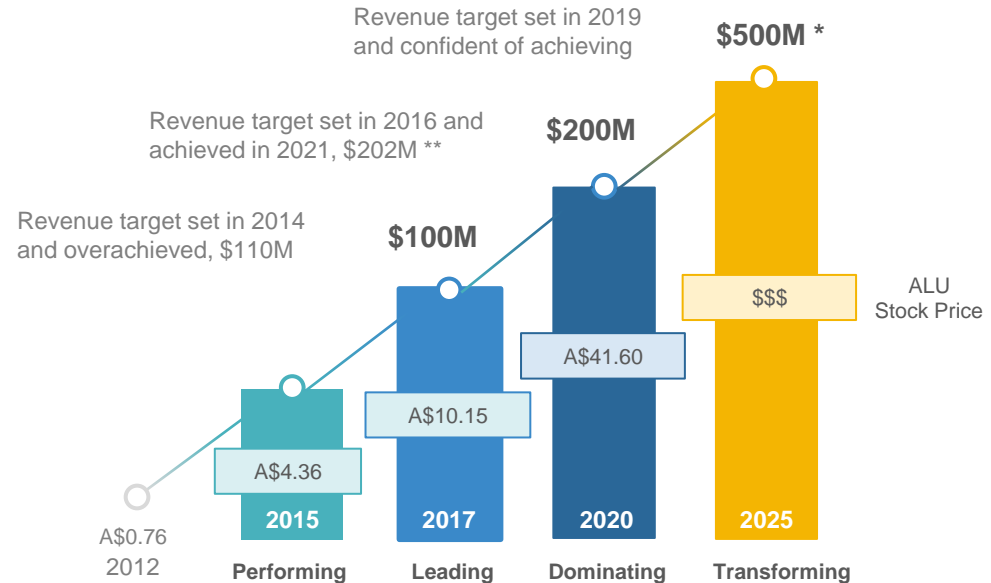 Revenue target set in 2019
and confident of achieving
$500M *
Revenue target set in 2016 and
achieved in 2021, $202M **
$200M
Revenue target set in 2014
and overachieved, $110M
$100M
$$$
ALU
Stock Price
A$41.60
A$10.15
A$4.36
A$0.76
2012
2015
2017
2020
2025
Performing
Leading
Dominating
Transforming